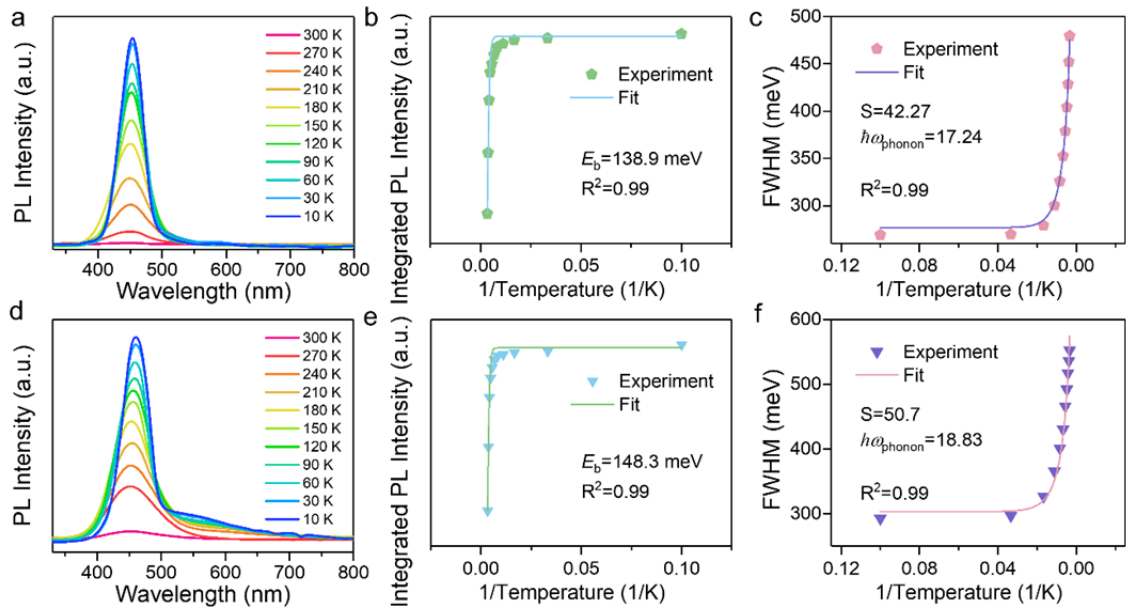 a
PL Intensity (a.u.)
300 K
270 K
240 K
210 K
180 K
150 K
120 K
90 K
60 K
30 K
10 K
400 500 600 700 800
Wavelength (nm)
b
Integrated PL Intensity (a.u.)
Experiment
Fit
E_b=138.9 meV
R²=0.99
0.00 0.05 0.10
1/Temperature (1/K)
c
FWHM (meV)
500
450
400
350
300
Experiment
Fit
S=42.27
ℏω_phonon=17.24
R²=0.99
0.12 0.08 0.04 0.00
1/Temperature (1/K)
d
PL Intensity (a.u.)
300 K
270 K
240 K
210 K
180 K
150 K
120 K
90 K
60 K
30 K
10 K
400 500 600 700 800
Wavelength (nm)
e
Integrated PL Intensity (a.u.)
Experiment
Fit
E_b=148.3 meV
R²=0.99
0.00 0.05 0.10
1/Temperature (1/K)
f
FWHM (meV)
600
500
400
300
Experiment
Fit
S=50.7
ℏω_phonon=18.83
R²=0.99
0.12 0.08 0.04 0.00
1/Temperature (1/K)